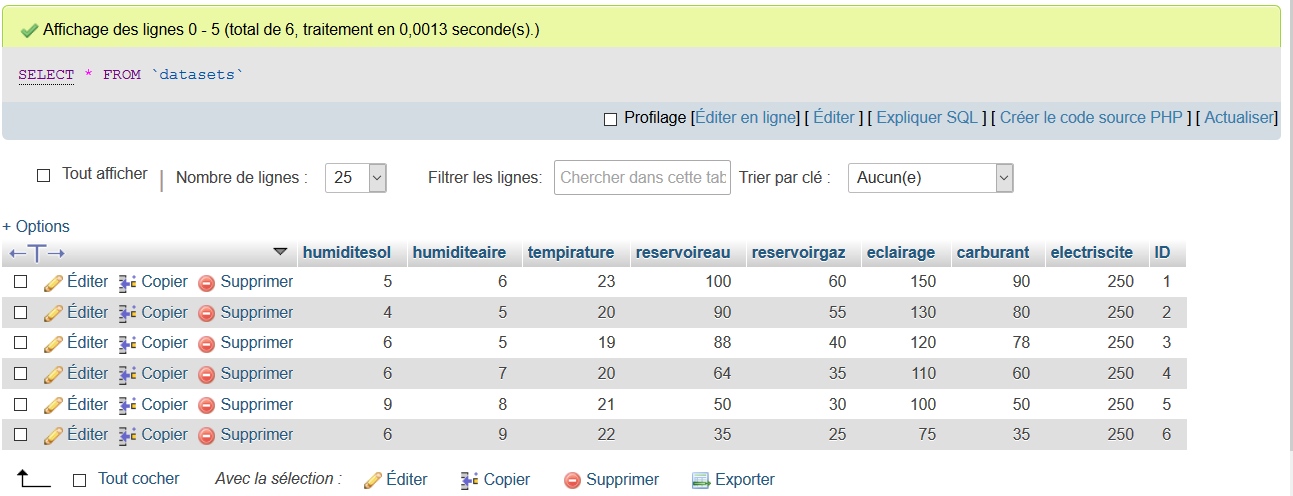 Affichage des lignes 0 - 5 (total de 6, traitement en 0,0013 seconde(s).)
SELECT * FROM `datasets`
Profilage [Éditer en ligne] [ Éditer ] [ Expliquer SQL ] [ Créer le code source PHP ] [ Actualiser]
Tout afficher | Nombre de lignes : 25 Filtrer les lignes: Chercher dans cette tab Trier par clé : Aucun(e)
+ Options
←T→ humiditesol humiditeaire tempirature reservoireau reservoirgaz eclairage carburant electriscite ID
Éditer Copier Supprimer 5 6 23 100 60 150 90 250 1
Éditer Copier Supprimer 4 5 20 90 55 130 80 250 2
Éditer Copier Supprimer 6 5 19 88 40 120 78 250 3
Éditer Copier Supprimer 6 7 20 64 35 110 60 250 4
Éditer Copier Supprimer 9 8 21 50 30 100 50 250 5
Éditer Copier Supprimer 6 9 22 35 25 75 35 250 6
Tout cocher Avec la sélection : Éditer Copier Supprimer Exporter